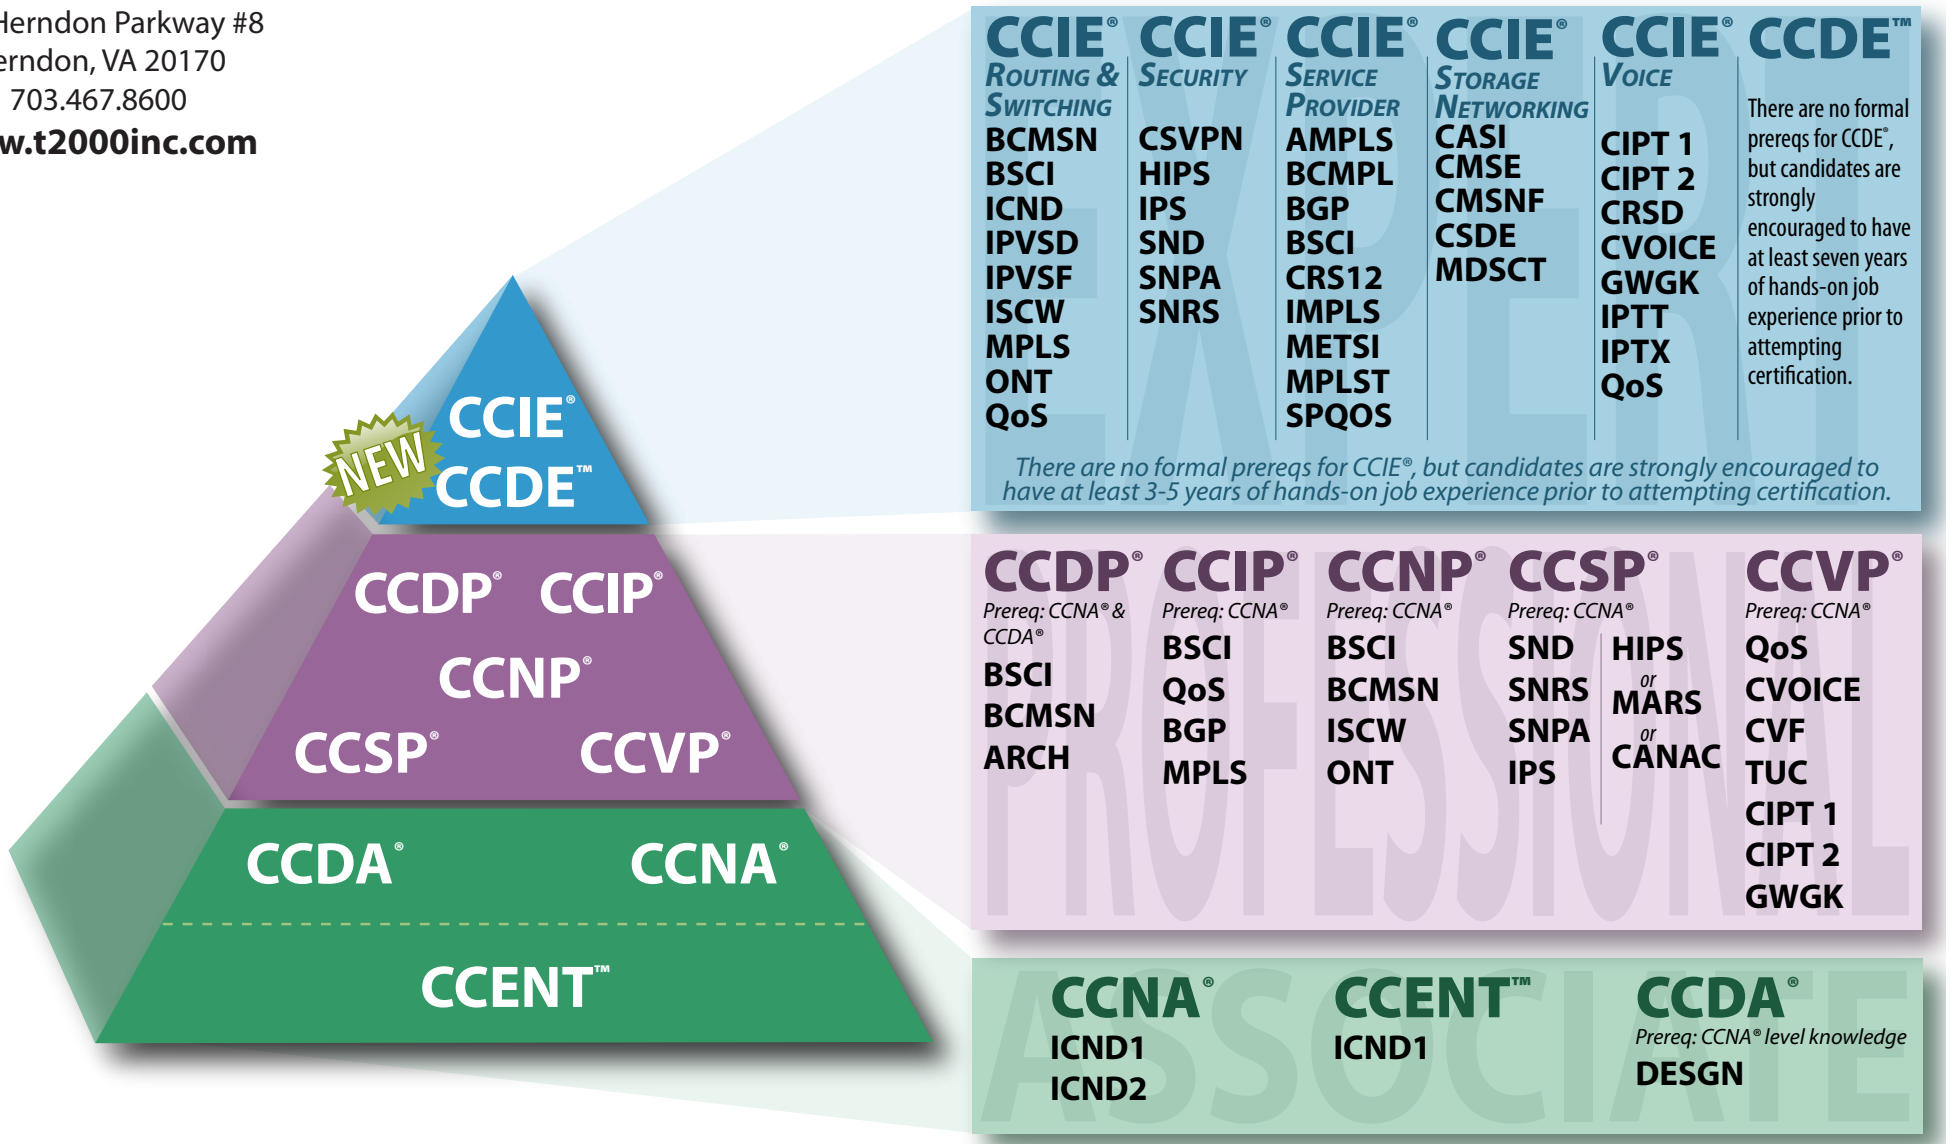 Herndon Parkway #8
erndon, VA 20170
703.467.8600
w.t2000inc.com
CCIE®
CCDE™
NEW
CCDP® CCIP®
CCNP®
CCSP® CCVP®
CCDA® CCNA®
CCENT™
EXPERT
CCIE®
ROUTING &
SWITCHING
BCMSN
BSCI
ICND
IPVSD
IPVSF
ISCW
MPLS
ONT
QoS
CCIE®
SECURITY
CSVPN
HIPS
IPS
SND
SNPA
SNRS
CCIE®
SERVICE
PROVIDER
AMPLS
BCMPL
BGP
BSCI
CRS12
IMPLS
METSI
MPLST
SPQOS
CCIE®
STORAGE
NETWORKING
CASI
CMSE
CMSNF
CSDE
MDSCT
CCIE®
VOICE
CIPT 1
CIPT 2
CRSD
CVOICE
GWGK
IPTT
IPTX
QoS
CCDE™
There are no formal
prereqs for CCDE®,
but candidates are
strongly
encouraged to have
at least seven years
of hands-on job
experience prior to
attempting
certification.
There are no formal prereqs for CCIE®, but candidates are strongly encouraged to
have at least 3-5 years of hands-on job experience prior to attempting certification.
PROFESSIONAL
CCDP®
Prereq: CCNA® &
CCDA®
BSCI
BCMSN
ARCH
CCIP®
Prereq: CCNA®
BSCI
QoS
BGP
MPLS
CCNP®
Prereq: CCNA®
BSCI
BCMSN
ISCW
ONT
CCSP®
Prereq: CCNA®
SND
SNRS
SNPA
IPS
HIPS
or
MARS
or
CANAC
CCVP®
Prereq: CCNA®
QoS
CVOICE
CVF
TUC
CIPT 1
CIPT 2
GWGK
ASSOCIATE
CCNA®
ICND1
ICND2
CCENT™
ICND1
CCDA®
Prereq: CCNA® level knowledge
DESGN